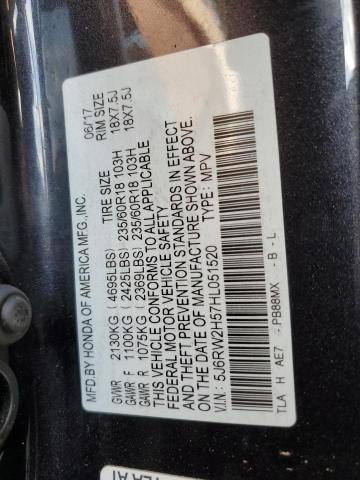 MFD.BY HONDA OF AMERICA MFG.,INC. 06/17
TIRE SIZE RIM SIZE
GVWR 2130KG ( 4695LBS)
GAWR F 1100KG ( 2425LBS) 235/60R18 103H 18X7.5J
GAWR R 1075KG ( 2369LBS) 235/60R18 103H 18X7.5J
THIS VEHICLE CONFORMS TO ALL APPLICABLE
FEDERAL MOTOR VEHICLE SAFETY
AND THEFT PREVENTION STANDARDS IN EFFECT
ON THE DATE OF MANUFACTURE SHOWN ABOVE.
V.I.N.: 5J6RW2H57HL051520 TYPE: MPV
TLA H AE7 - PB88MX - B - L